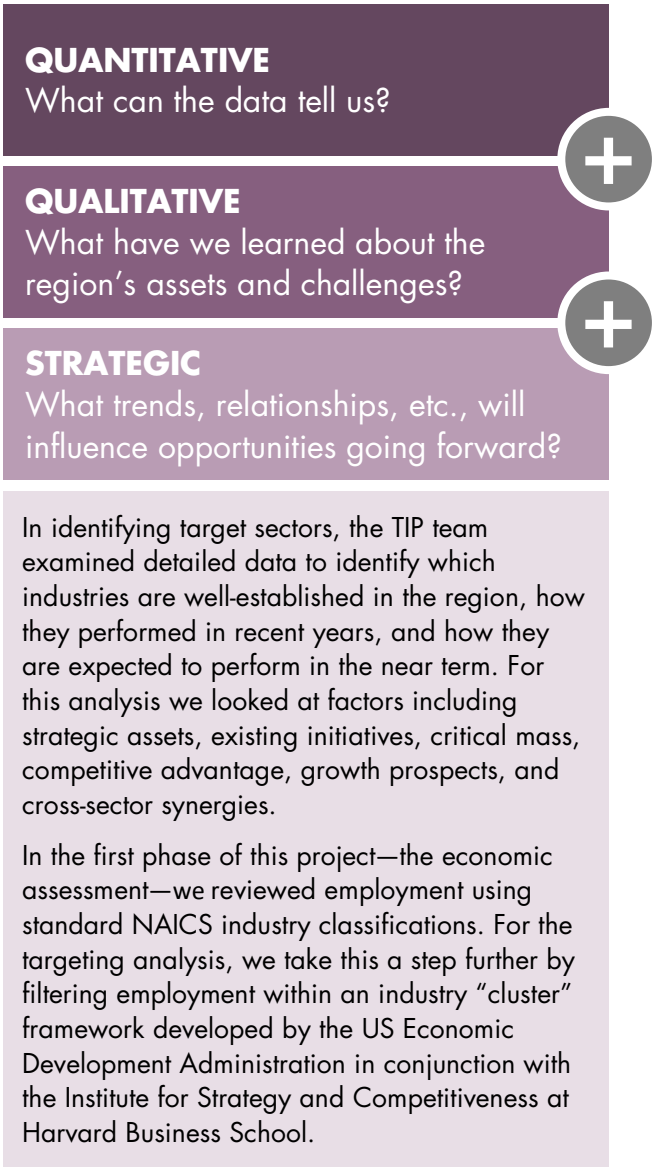 QUANTITATIVE
What can the data tell us?
+
QUALITATIVE
What have we learned about the
region's assets and challenges?
+
STRATEGIC
What trends, relationships, etc., will
influence opportunities going forward?
In identifying target sectors, the TIP team
examined detailed data to identify which
industries are well-established in the region, how
they performed in recent years, and how they
are expected to perform in the near term. For
this analysis we looked at factors including
strategic assets, existing initiatives, critical mass,
competitive advantage, growth prospects, and
cross-sector synergies.
In the first phase of this project—the economic
assessment—we reviewed employment using
standard NAICS industry classifications. For the
targeting analysis, we take this a step further by
filtering employment within an industry “cluster”
framework developed by the US Economic
Development Administration in conjunction with
the Institute for Strategy and Competitiveness at
Harvard Business School.